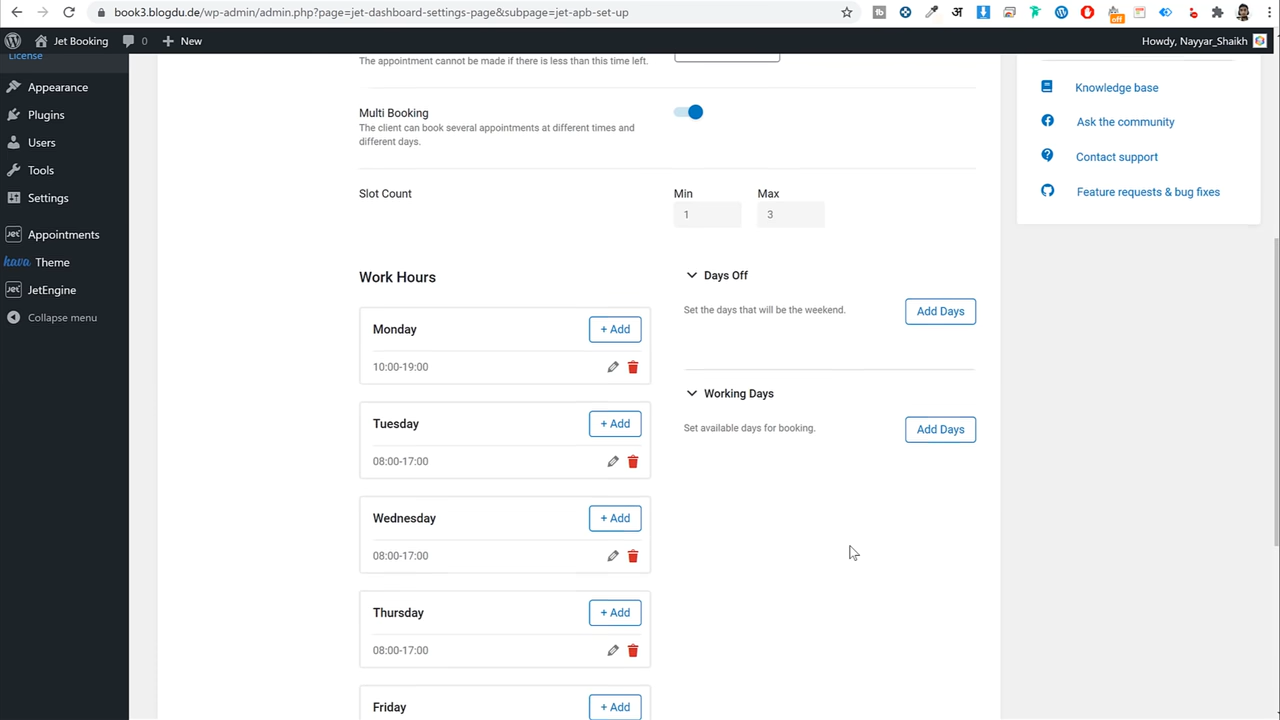 book3.blogdu.de/wp-admin/admin.php?page=jet-dashboard-settings-page&subpage=jet-apb-set-up
अ
off
Jet Booking
0
New
Howdy, Nayyar_Shaikh
License
Appearance
Plugins
Users
Tools
Settings
Jet Appointments
kava Theme
Jet JetEngine
Collapse menu
The appointment cannot be made if there is less than this time left.
Multi Booking
The client can book several appointments at different times and
different days.
Slot Count
Min
Max
1
3
Work Hours
Monday
+ Add
10:00-19:00
Tuesday
+ Add
08:00-17:00
Wednesday
+ Add
08:00-17:00
Thursday
+ Add
08:00-17:00
Friday
+ Add
Days Off
Set the days that will be the weekend.
Add Days
Working Days
Set available days for booking.
Add Days
Knowledge base
Ask the community
Contact support
Feature requests & bug fixes